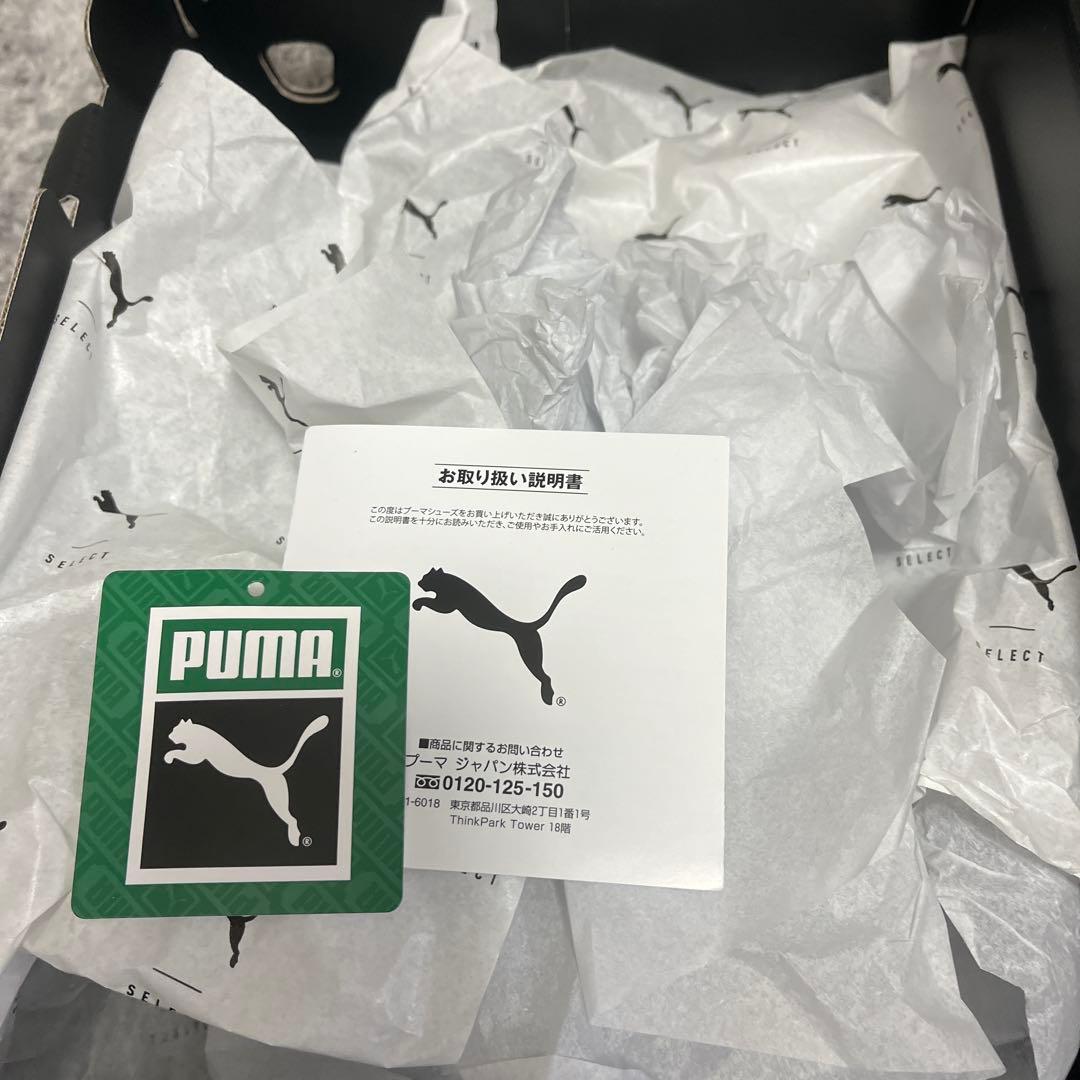 SELECT
お取り扱い説明書
この度はプーマシューズをお買い上げいただき誠にありがとうございます。
この説明書を十分にお読みいただき、ご使用やお手入れにご活用ください。
SELECT
SELECT
ELECT
PUMA®
®
®
■商品に関するお問い合わせ
プーマ ジャパン株式会社
0120-125-150
1-6018 東京都品川区大崎2丁目1番1号
ThinkPark Tower 18階